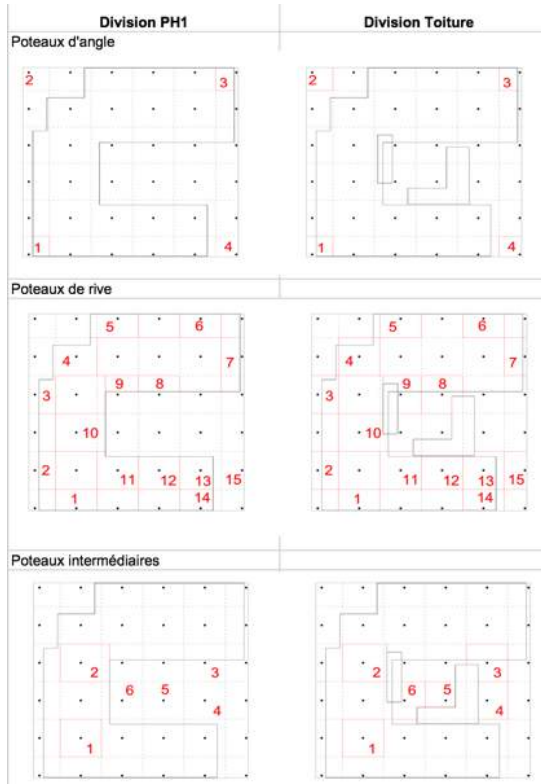 Division PH1 Division Toiture
Poteaux d'angle
2 3 2 3
1 4 1 4
Poteaux de rive
5 6 5 6
4 7 4 7
3 9 8 3 9 8
10 10
2 11 12 13 15 2 11 12 13 15
1 14 1 14
Poteaux intermédiaires
2 3 2 3
6 5 6 5
4 4
1 1